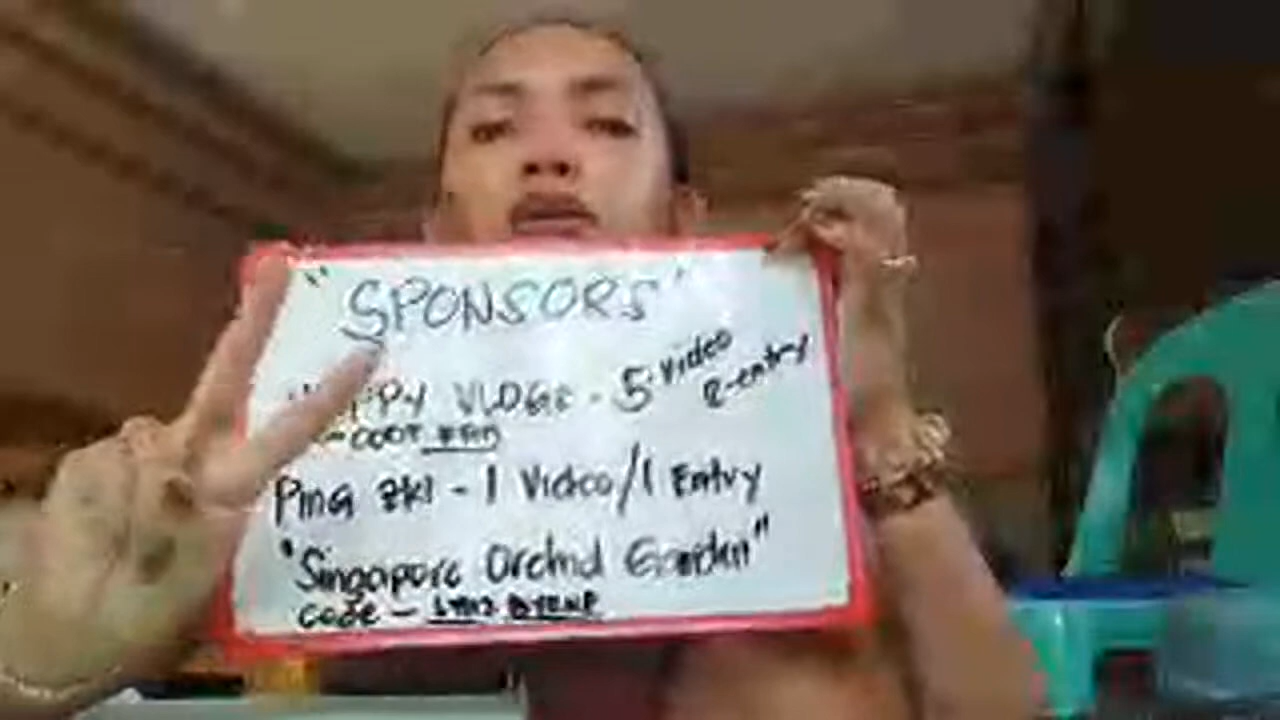 "SPONSORS"
VLOGS - 5 video
2-entry
Ping - 1 Video/1 Entry
"Singapore Orchid Garden"
code -